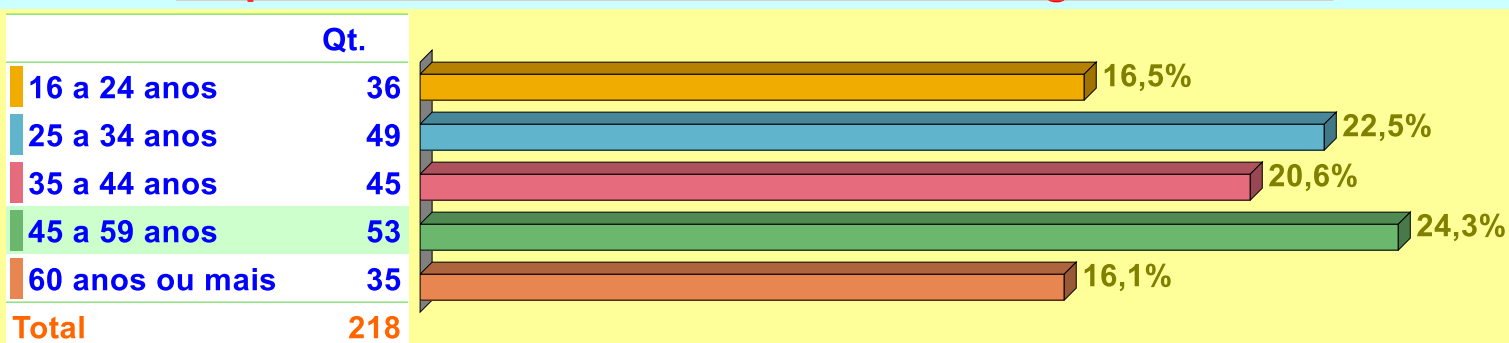 Qt.
16 a 24 anos 36 16,5%
25 a 34 anos 49 22,5%
35 a 44 anos 45 20,6%
45 a 59 anos 53 24,3%
60 anos ou mais 35 16,1%
Total 218